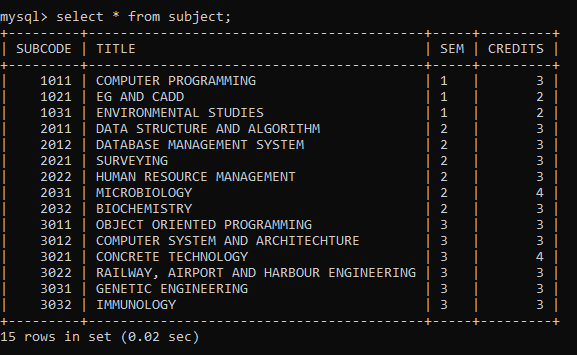 mysql> select * from subject;
+---------+------------------------------------------+-----+---------+
| SUBCODE | TITLE                                    | SEM | CREDITS |
+---------+------------------------------------------+-----+---------+
|    1011 | COMPUTER PROGRAMMING                     | 1   |       3 |
|    1021 | EG AND CADD                              | 1   |       2 |
|    1031 | ENVIRONMENTAL STUDIES                    | 1   |       2 |
|    2011 | DATA STRUCTURE AND ALGORITHM             | 2   |       3 |
|    2012 | DATABASE MANAGEMENT SYSTEM               | 2   |       3 |
|    2021 | SURVEYING                                | 2   |       3 |
|    2022 | HUMAN RESOURCE MANAGEMENT                | 2   |       3 |
|    2031 | MICROBIOLOGY                             | 2   |       4 |
|    2032 | BIOCHEMISTRY                             | 2   |       3 |
|    3011 | OBJECT ORIENTED PROGRAMMING              | 3   |       3 |
|    3012 | COMPUTER SYSTEM AND ARCHITECHTURE        | 3   |       3 |
|    3021 | CONCRETE TECHNOLOGY                      | 3   |       4 |
|    3022 | RAILWAY, AIRPORT AND HARBOUR ENGINEERING | 3   |       3 |
|    3031 | GENETIC ENGINEERING                      | 3   |       3 |
|    3032 | IMMUNOLOGY                               | 3   |       3 |
+---------+------------------------------------------+-----+---------+
15 rows in set (0.02 sec)